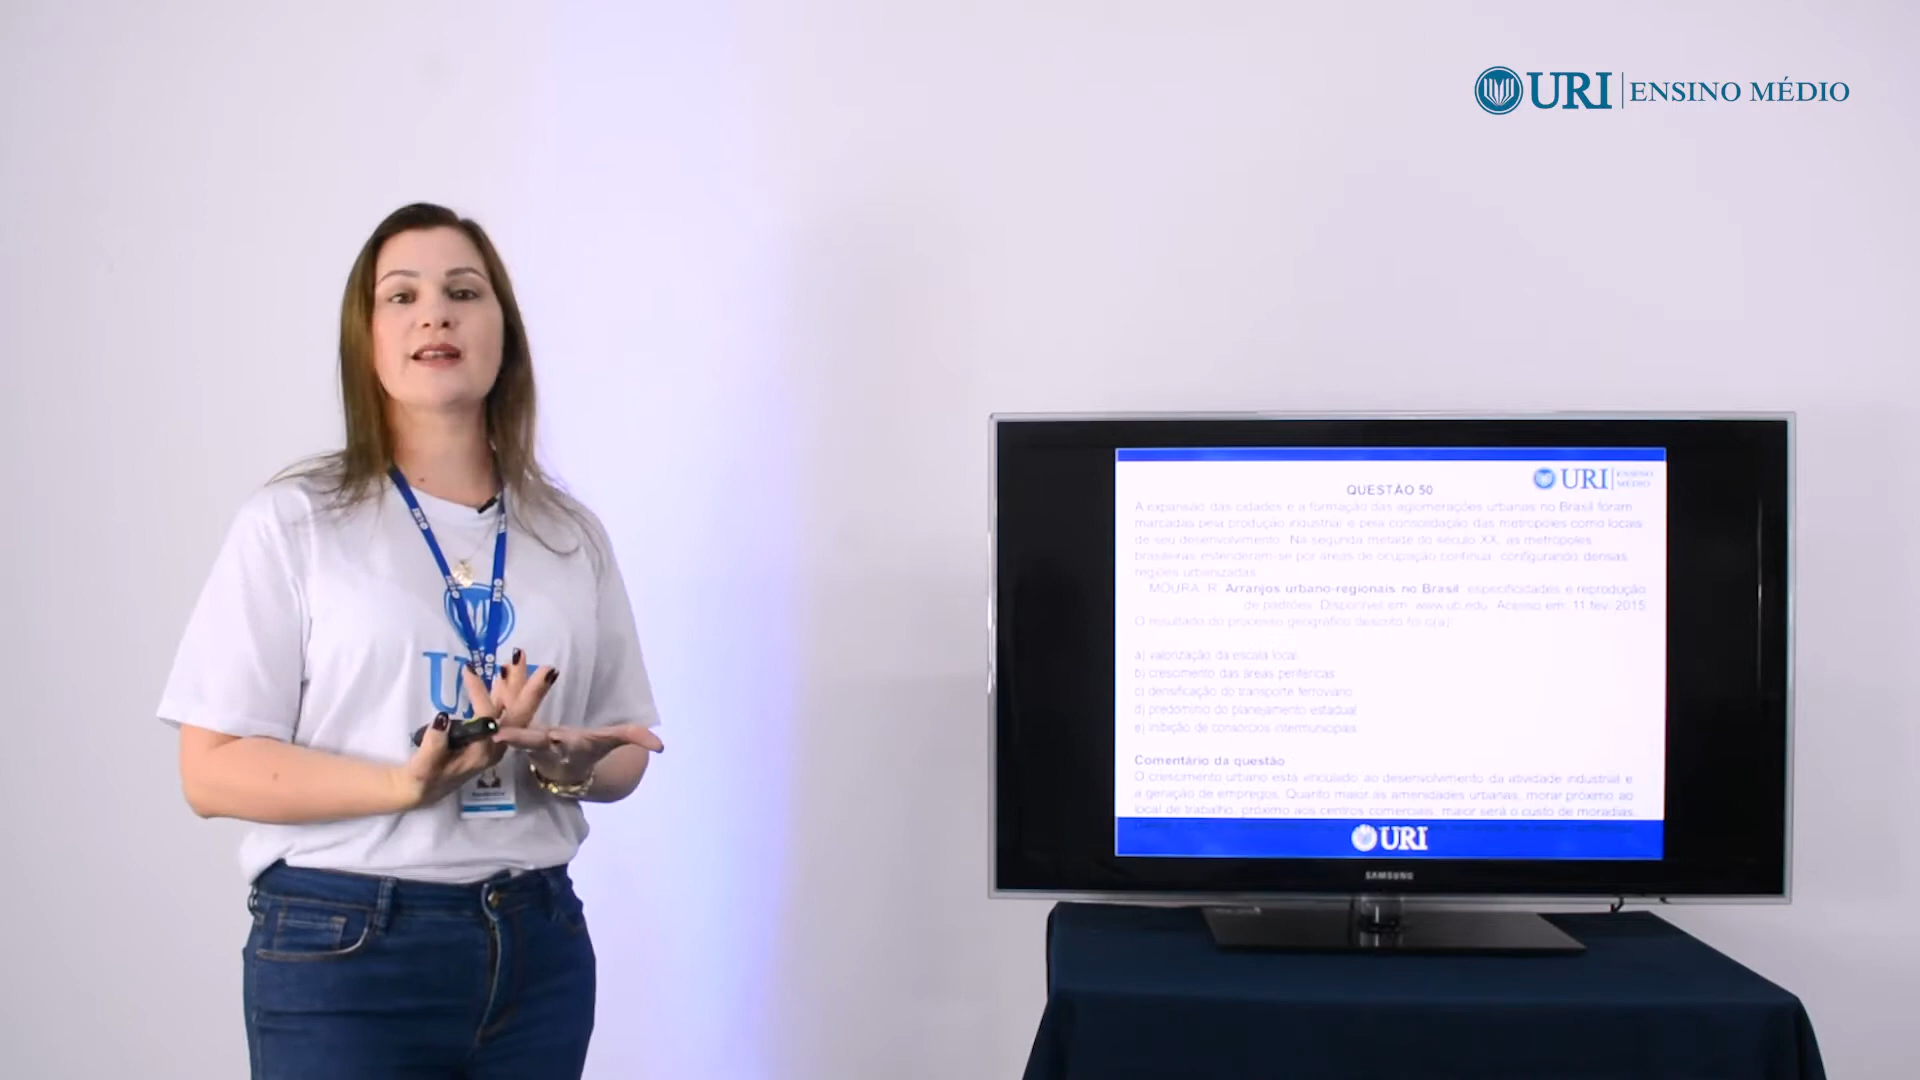 URI ENSINO MÉDIO
URI
URI
URI ENSINO
MÉDIO
QUESTÃO 50
A expansão das cidades e a formação das aglomerações urbanas no Brasil foram
marcadas pela produção industrial e pela consolidação das metrópoles como locais
de seu desenvolvimento. Na segunda metade do século XX, as metrópoles
brasileiras estenderam-se por áreas de ocupação contínua, configurando densas
regiões urbanizadas.
MOURA, R. Arranjos urbano-regionais no Brasil: especificidades e reprodução
de padrões. Disponível em: www.ub.edu. Acesso em: 11 fev. 2015.
O resultado do processo geográfico descrito foi o(a):
a) valorização da escala local.
b) crescimento das áreas periféricas.
c) densificação do transporte ferroviário.
d) predomínio do planejamento estadual.
e) inibição de consórcios intermunicipais.
Comentário da questão
O crescimento urbano está vinculado ao desenvolvimento da atividade industrial e
a geração de empregos. Quanto maior as amenidades urbanas, morar próximo ao
local de trabalho, próximo aos centros comerciais, maior será o custo de moradias.
URI
SAMSUNG